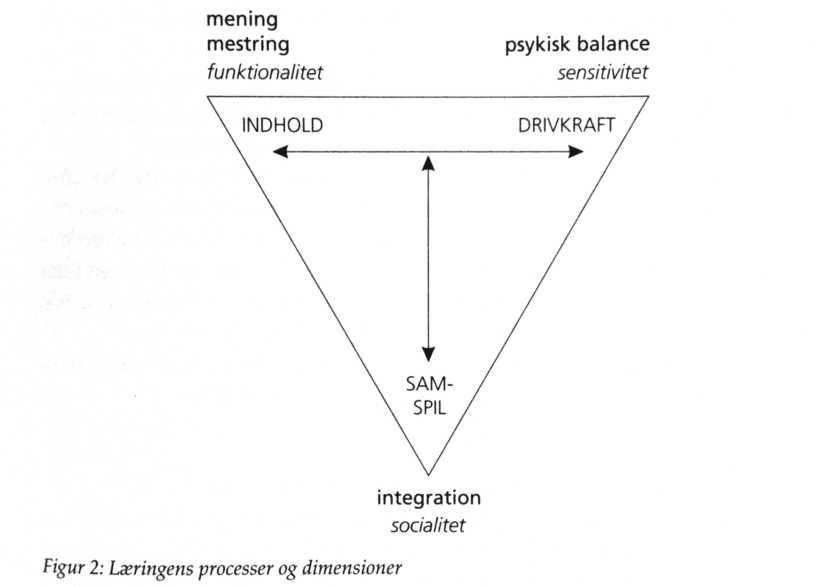 mening
mestring
psykisk balance
funktionalitet
sensitivitet
INDHOLD
DRIVKRAFT
SAM-
SPIL
integration
socialitet
Figur 2: Læringens processer og dimensioner